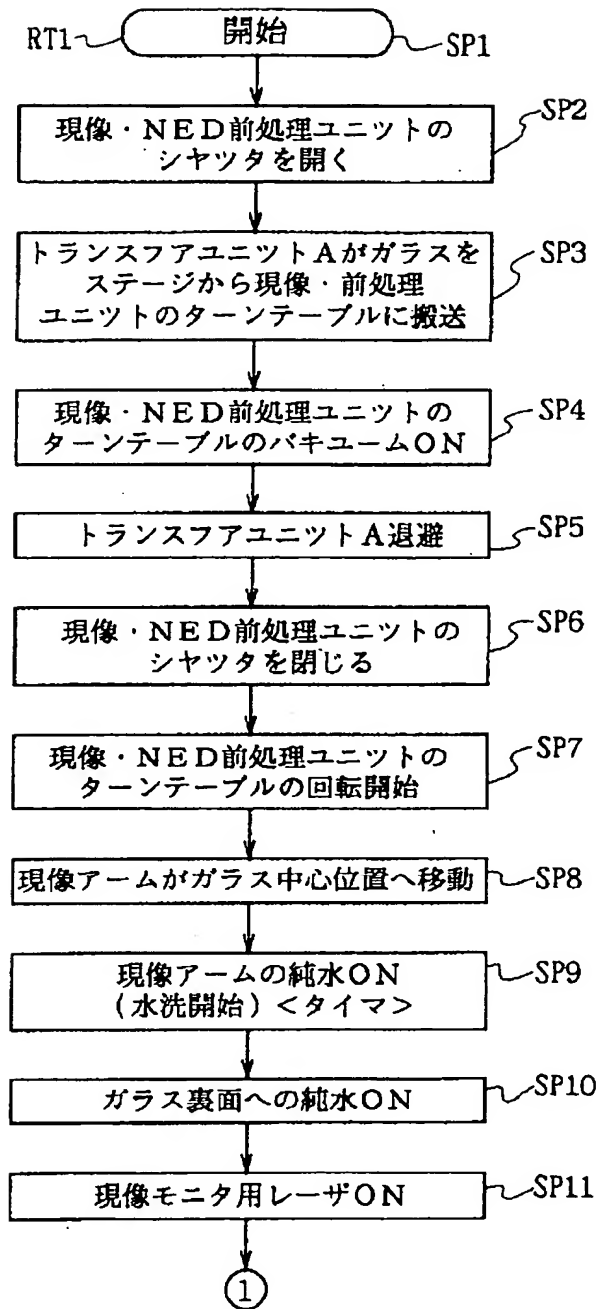 RT1
開始
SP1
現像・NED前処理ユニツトの
シヤツタを開く
SP2
トランスフアユニツトAがガラスを
ステージから現像・前処理
ユニツトのターンテーブルに搬送
SP3
現像・NED前処理ユニツトの
ターンテーブルのバキユームON
SP4
トランスフアユニツトA退避
SP5
現像・NED前処理ユニツトの
シヤツタを閉じる
SP6
現像・NED前処理ユニツトの
ターンテーブルの回転開始
SP7
現像アームがガラス中心位置へ移動
SP8
現像アームの純水ON
(水洗開始)<タイマ>
SP9
ガラス裏面への純水ON
SP10
現像モニタ用レーザON
SP11
1